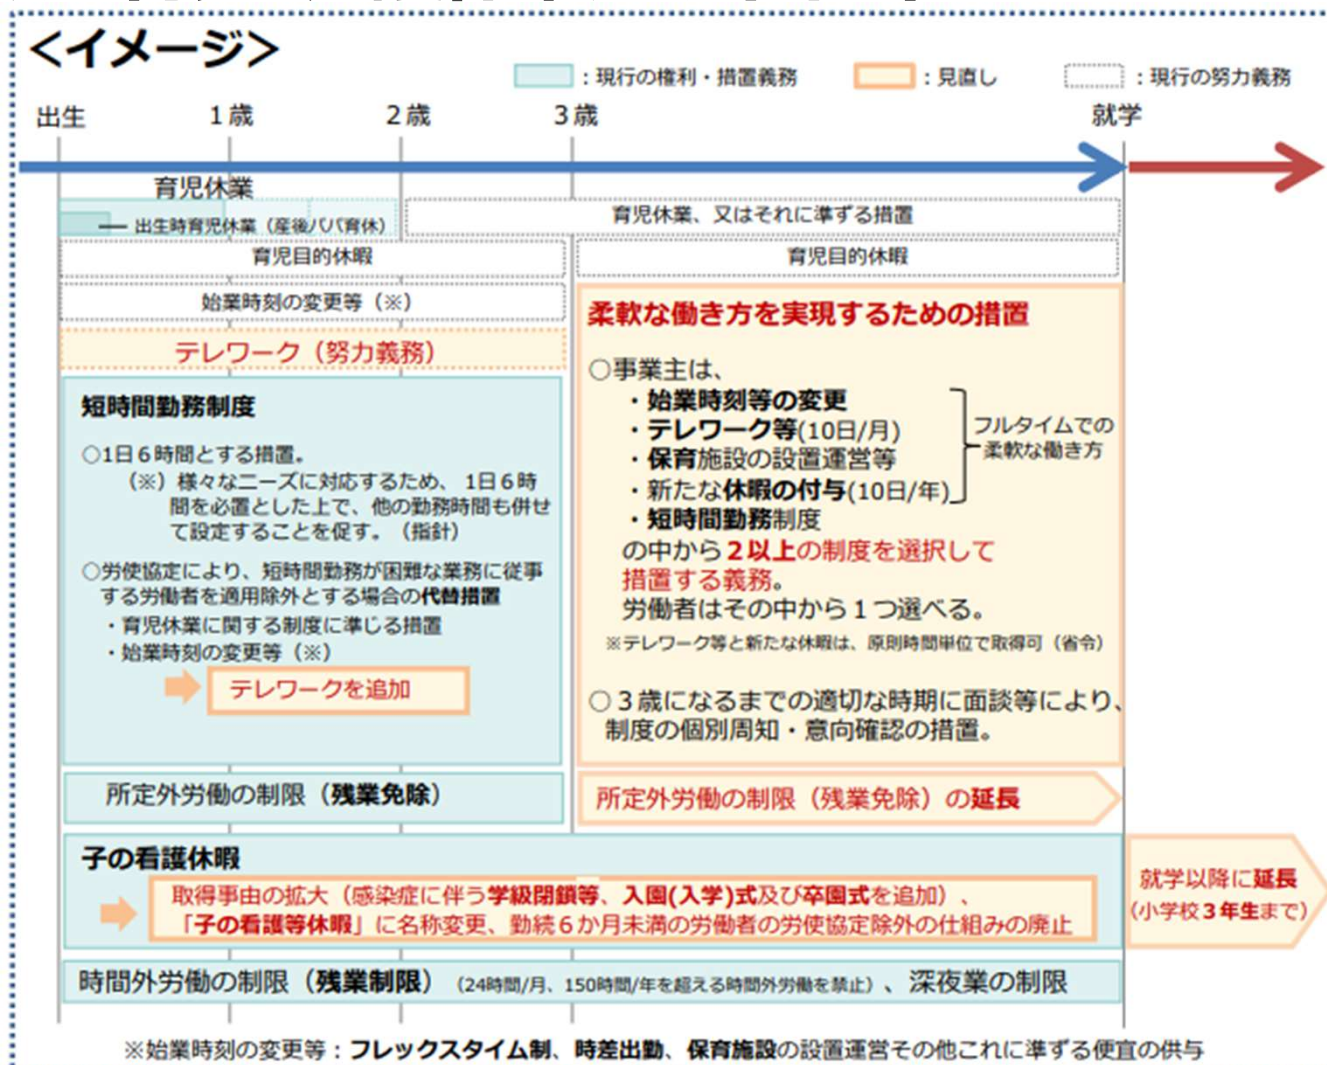 ＜イメージ＞
：現行の権利・措置義務
：見直し
：現行の努力義務
出生
１歳
２歳
３歳
就学
育児休業
出生時育児休業（産後パパ育休）
育児休業、又はそれに準ずる措置
育児目的休暇
育児目的休暇
始業時刻の変更等（※）
テレワーク（努力義務）
短時間勤務制度
○1日６時間とする措置。
（※）様々なニーズに対応するため、 1日６時
間を必置とした上で、他の勤務時間も併せ
て設定することを促す。（指針）
○労使協定により、短時間勤務が困難な業務に従事
する労働者を適用除外とする場合の代替措置
・育児休業に関する制度に準じる措置
・始業時刻の変更等（※）
テレワークを追加
柔軟な働き方を実現するための措置
○事業主は、
・始業時刻等の変更
・テレワーク等(10日/月)
・保育施設の設置運営等
・新たな休暇の付与(10日/年)
・短時間勤務制度
フルタイムでの
柔軟な働き方
の中から２以上の制度を選択して
措置する義務。
労働者はその中から１つ選べる。
※テレワーク等と新たな休暇は、原則時間単位で取得可（省令）
○３歳になるまでの適切な時期に面談等により、
制度の個別周知・意向確認の措置。
所定外労働の制限（残業免除）
所定外労働の制限（残業免除）の延長
子の看護休暇
取得事由の拡大（感染症に伴う学級閉鎖等、入園(入学)式及び卒園式を追加）、
「子の看護等休暇」に名称変更、勤続６か月未満の労働者の労使協定除外の仕組みの廃止
就学以降に延長
(小学校３年生まで)
時間外労働の制限（残業制限）（24時間/月、150時間/年を超える時間外労働を禁止）、深夜業の制限
※始業時刻の変更等：フレックスタイム制、時差出勤、保育施設の設置運営その他これに準ずる便宜の供与